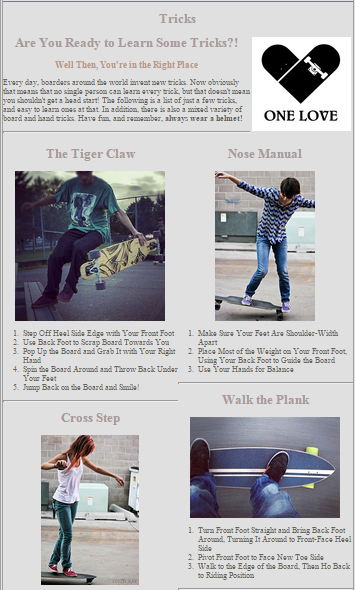 Tricks
Are You Ready to Learn Some Tricks?!
Well Then, You're in the Right Place
Every day, boarders around the world invent new tricks. Now obviously
that means that no single person can learn every trick, but that doesn't mean
you shouldn't get a head start! The following is a list of just a few tricks,
and easy to learn ones at that. In addition, there is also a mixed variety of
board and hand tricks. Have fun, and remember, always wear a helmet!
ONE LOVE
The Tiger Claw
1. Step Off Heel Side Edge with Your Front Foot
2. Use Back Foot to Scrap Board Towards You
3. Pop Up the Board and Grab It with Your Right
Hand
4. Spin the Board Around and Throw Back Under
Your Feet
5. Jump Back on the Board and Smile!
Nose Manual
1. Make Sure Your Feet Are Shoulder-Width
Apart
2. Place Most of the Weight on Your Front Foot,
Using Your Back Foot to Guide the Board
3. Use Your Hands for Balance
Cross Step
Walk the Plank
1. Turn Front Foot Straight and Bring Back Foot
Around, Turning It Around to Front-Face Heel
Side
2. Pivot Front Foot to Face New Toe Side
3. Walk to the Edge of the Board, Then Ho Back
to Riding Position